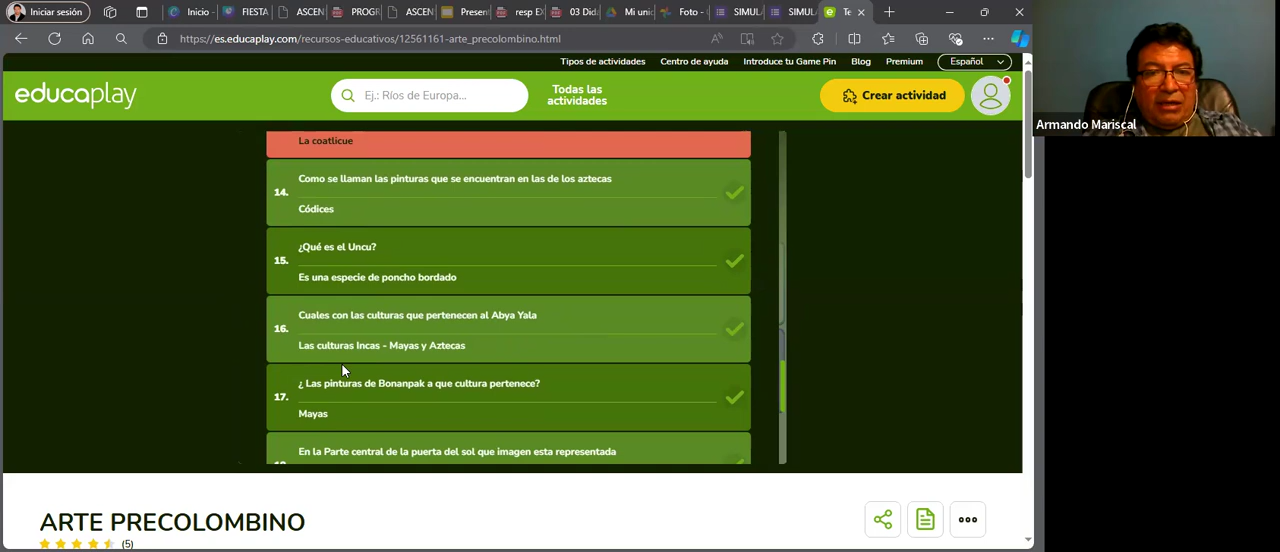 Iniciar sesión
Inicio -
FIESTA
ASCEN
PROGR
ASCEN
Present
resp EX
03 Did
Mi uni
Foto - G
SIMUL
SIMUL
Te
https://es.educaplay.com/recursos-educativos/12561161-arte_precolombino.html
Tipos de actividades
Centro de ayuda
Introduce tu Game Pin
Blog
Premium
Español
educaplay
Ej.: Ríos de Europa...
Todas las
actividades
Crear actividad
Armando Mariscal
La coatlicue
14.
Como se llaman las pinturas que se encuentran en las de los aztecas
Códices
15.
¿Qué es el Uncu?
Es una especie de poncho bordado
16.
Cuales con las culturas que pertenecen al Abya Yala
Las culturas Incas - Mayas y Aztecas
17.
¿ Las pinturas de Bonanpak a que cultura pertenece?
Mayas
En la Parte central de la puerta del sol que imagen esta representada
ARTE PRECOLOMBINO
(5)